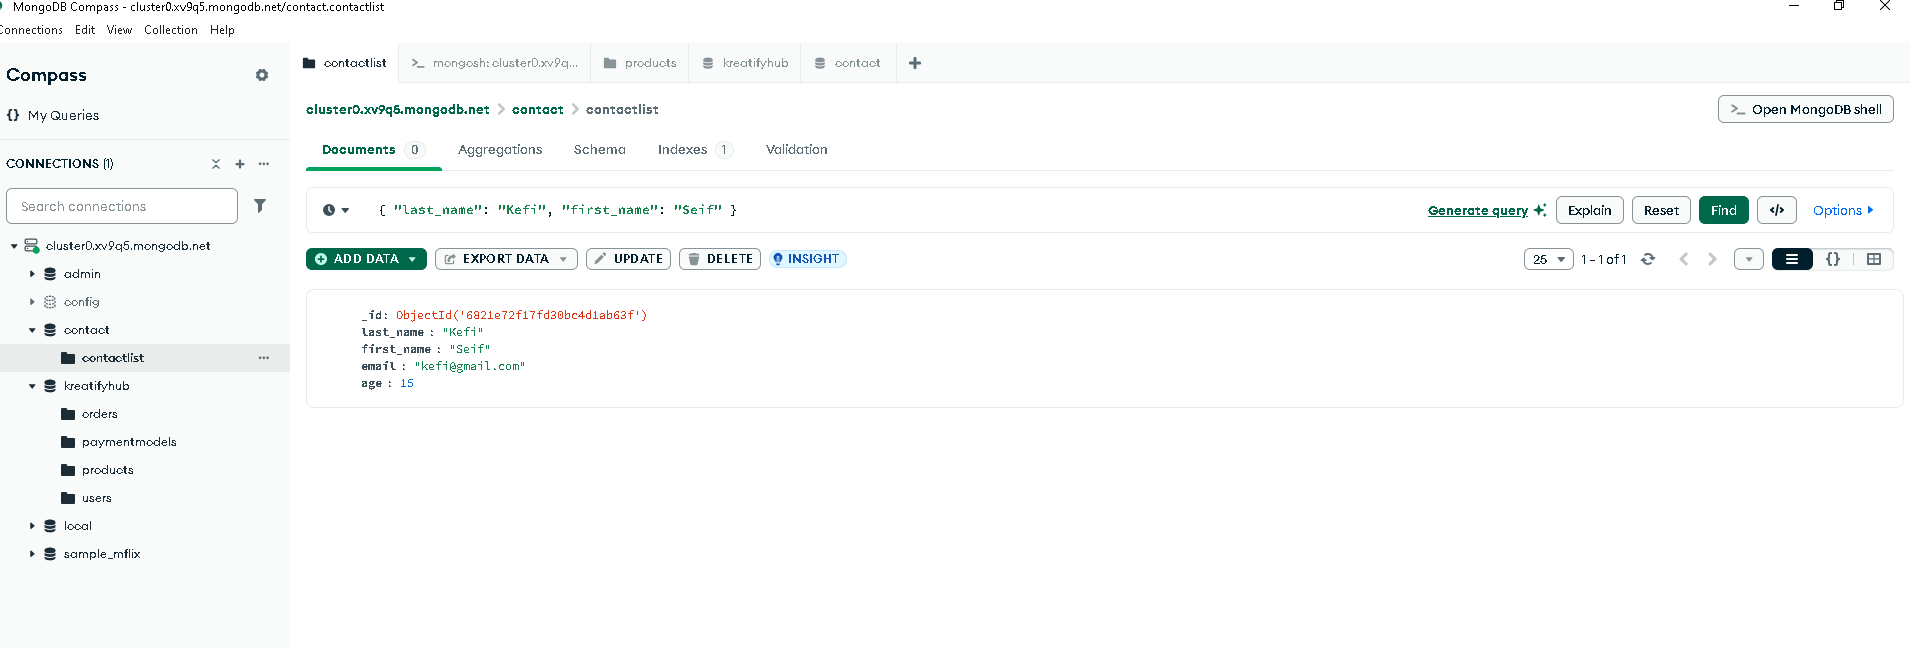 MongoDB Compass - cluster0.xv9q5.mongodb.net/contact.contactlist
Connections Edit View Collection Help
Compass
{} My Queries
CONNECTIONS (1)
Search connections
cluster0.xv9q5.mongodb.net
admin
config
contact
contactlist
kreatifyhub
orders
paymentmodels
products
users
local
sample_mflix
contactlist >_ mongosh: cluster0.xv9q... products kreatifyhub contact +
cluster0.xv9q5.mongodb.net > contact > contactlist
>_ Open MongoDB shell
Documents 0 Aggregations Schema Indexes 1 Validation
{ "last_name": "Kefi", "first_name": "Seif" }
Generate query Explain Reset Find </> Options
ADD DATA EXPORT DATA UPDATE DELETE INSIGHT
25 1 – 1 of 1 {}
_id: ObjectId('6821e72f17fd30bc4d1ab63f')
last_name : "Kefi"
first_name : "Seif"
email : "kefi@gmail.com"
age : 15